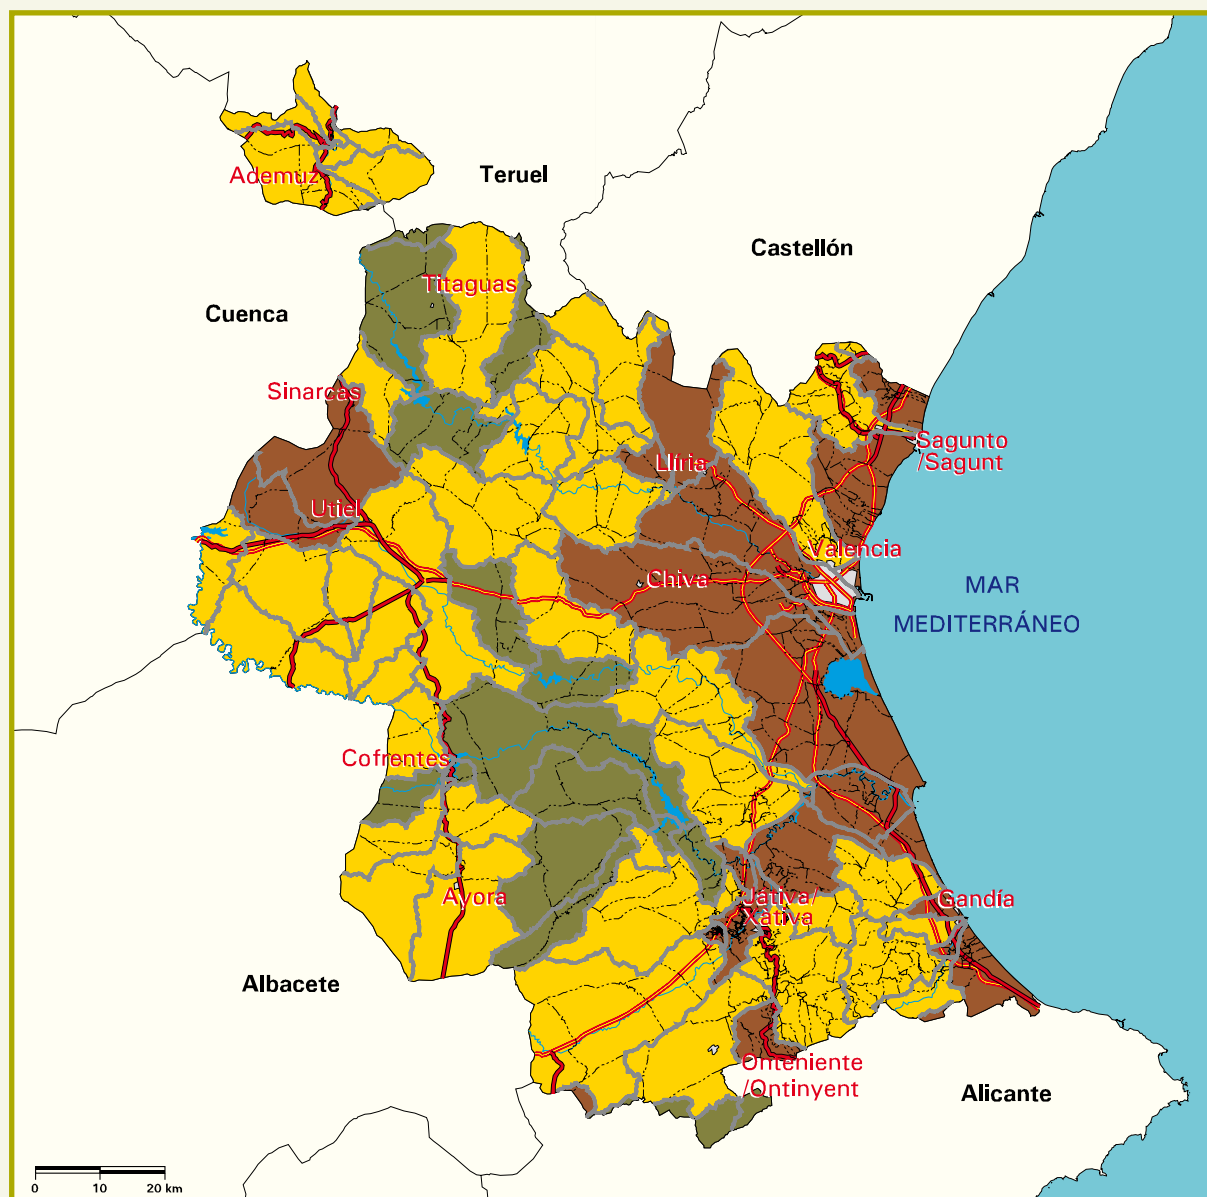 Teruel
Ademuz
Castellón
Titaguas
Cuenca
Sinarcas
Sagunto
/Sagunt
Llíria
Utiel
Valencia
Chiva
MAR
MEDITERRÁNEO
Cofrentes
Ayora
Játiva/
Xàtiva
Gandía
Albacete
Onteniente
/Ontinyent
Alicante
0 10 20 km